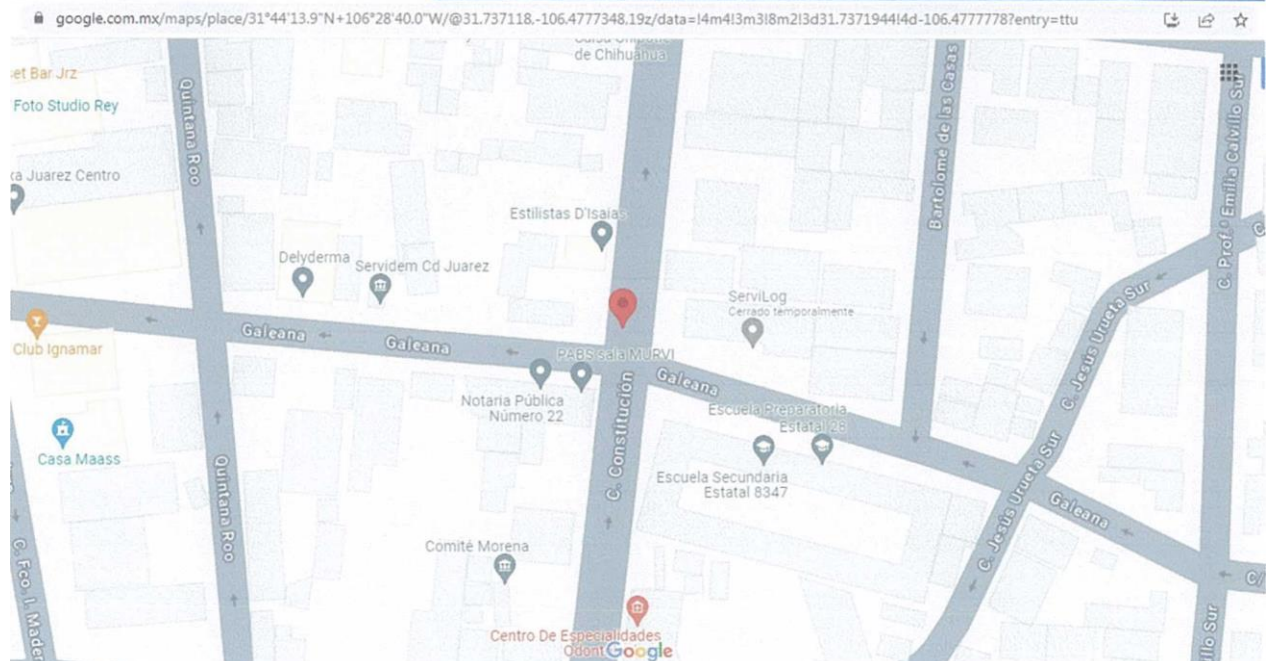 google.com.mx/maps/place/31°44'13.9"N+106°28'40.0"W/@31.737118,-106.4777348,19z/data=!4m4!3m3!8m2!3d31.7371944!4d-106.4777778?entry=ttu
de Chihuahua
et Bar Jrz
Foto Studio Rey
Quintana Roo
Bartolomé de las Casas
C. Prof.ª Emilia Calvillo Sur
xa Juarez Centro
Estilistas D'Isaias
Delyderma
Servidem Cd Juarez
ServiLog
Cerrado temporalmente
C. Jesús Urueta Sur
Club Ignamar
Galeana
Galeana
PABS sala MURVI
Galeana
Notaria Pública
Número 22
Escuela Preparatoria
Estatal 28
C. Constitución
Casa Maass
Escuela Secundaria
Estatal 8347
Quintana Roo
C. Jesús Urueta Sur
Galeana
Comité Morena
C. Fco. I. Mader
C/
llo Sur
Centro De Especialidades
Odont
Google